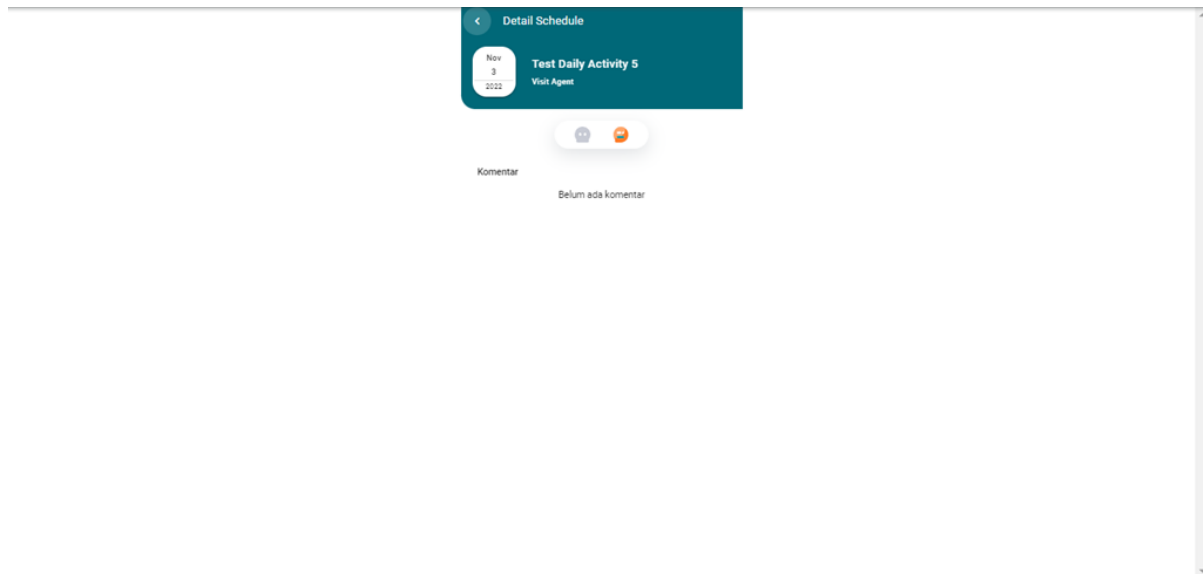 Detail Schedule
Nov
3
2022
Test Daily Activity 5
Visit Agent
Komentar
Belum ada komentar